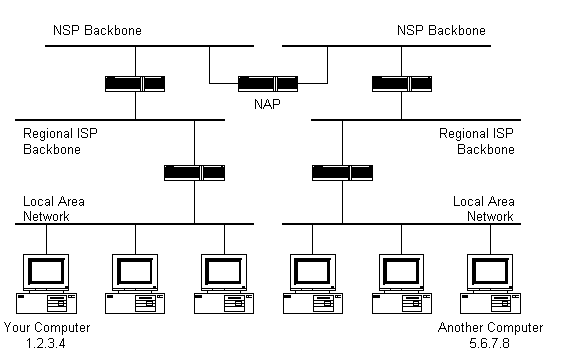 NSP Backbone
NSP Backbone
NAP
Regional ISP
Backbone
Regional ISP
Backbone
Local Area
Network
Local Area
Network
Your Computer
1.2.3.4
Another Computer
5.6.7.8